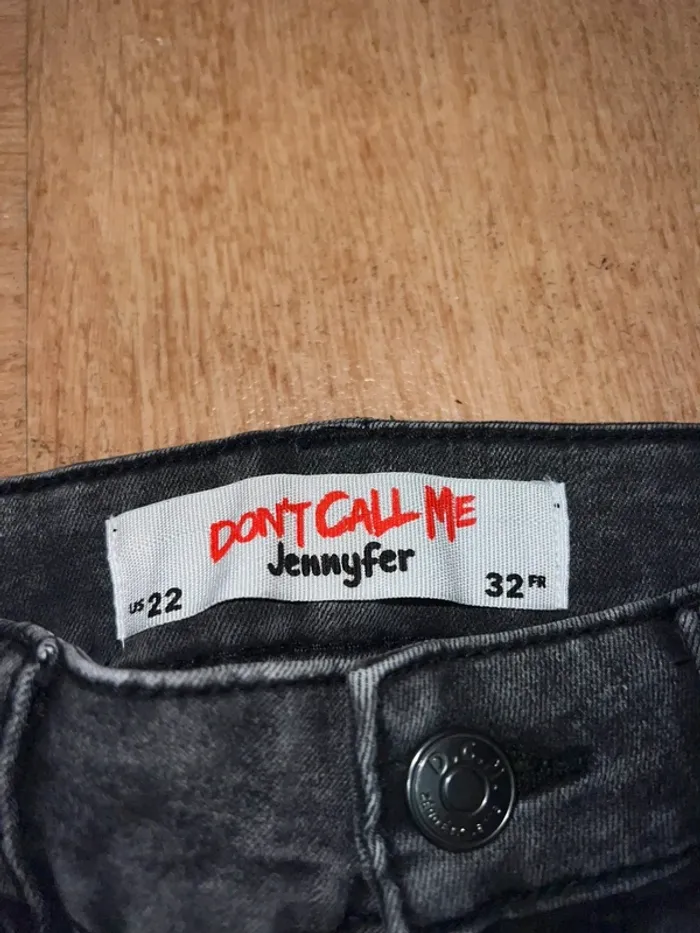 DON'T CALL ME
Jennyfer
US 22
32 FR
D.C.M.